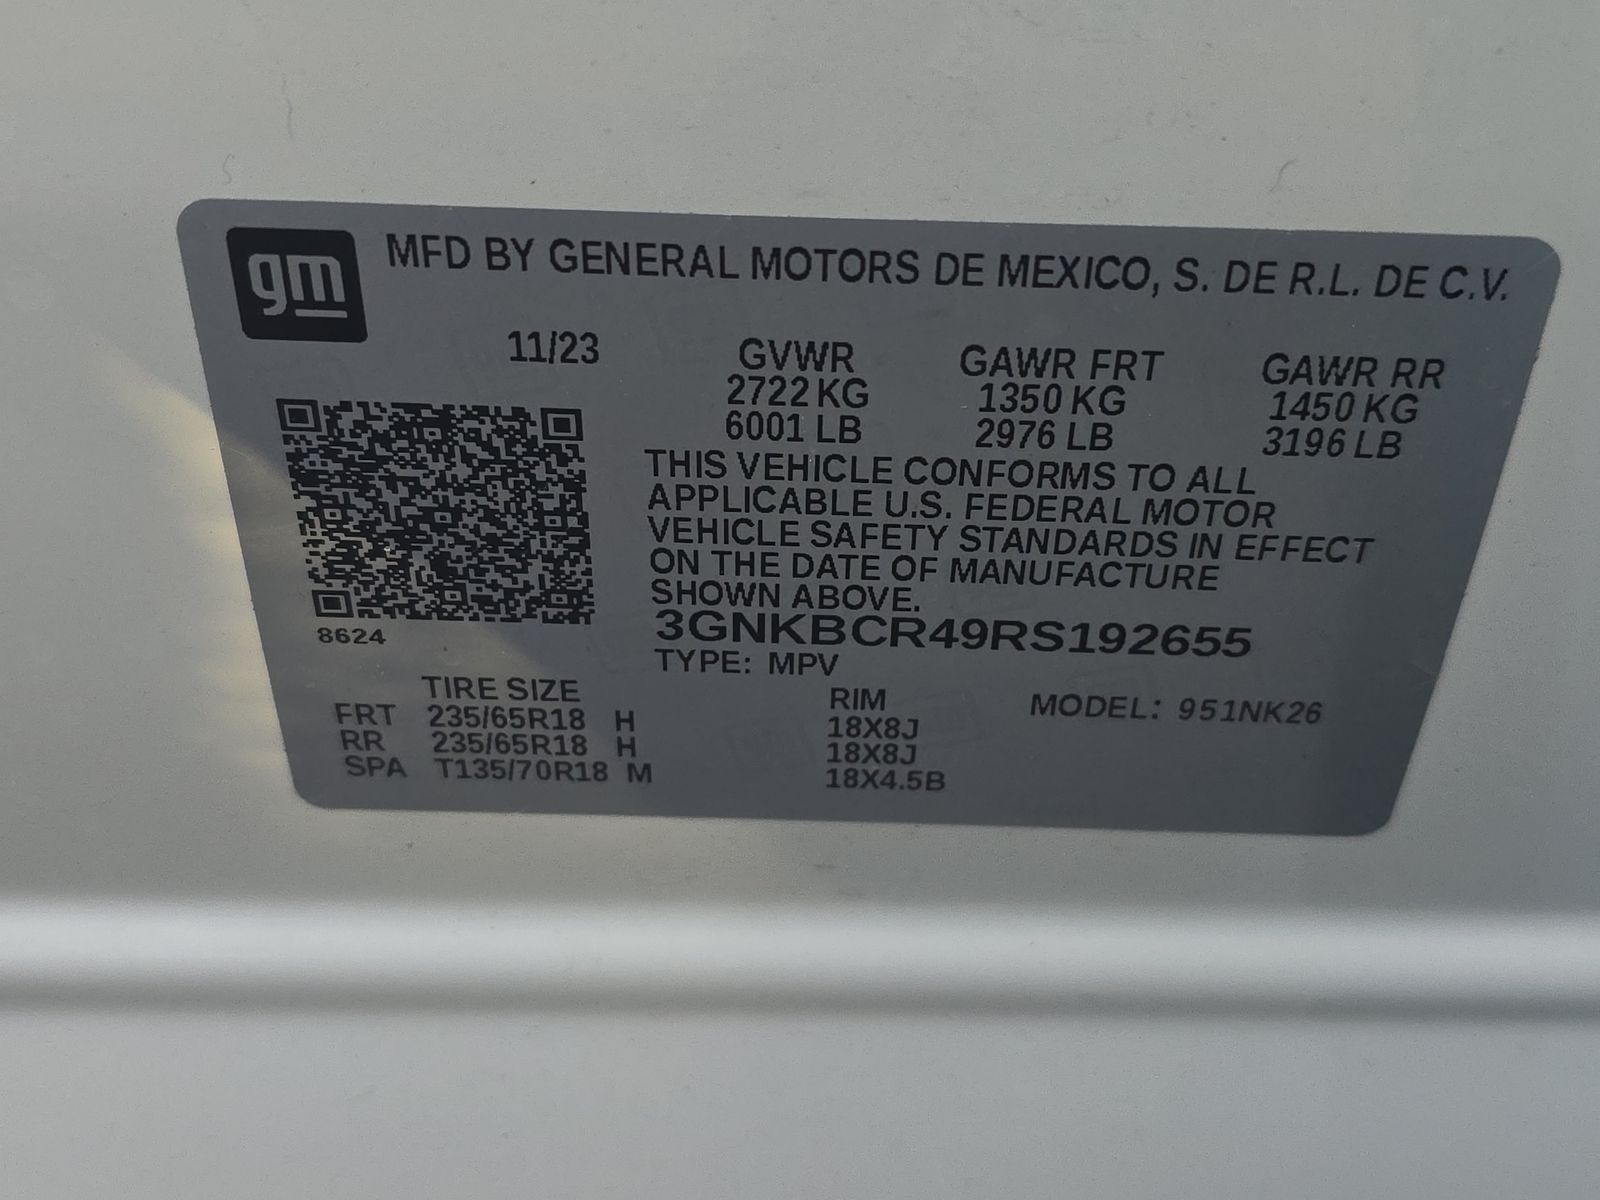 gm
MFD BY GENERAL MOTORS DE MEXICO, S. DE R.L. DE C.V.
11/23
GVWR GAWR FRT GAWR RR
2722 KG 1350 KG 1450 KG
6001 LB 2976 LB 3196 LB
THIS VEHICLE CONFORMS TO ALL
APPLICABLE U.S. FEDERAL MOTOR
VEHICLE SAFETY STANDARDS IN EFFECT
ON THE DATE OF MANUFACTURE
SHOWN ABOVE.
3GNKBCR49RS192655
8624
TYPE: MPV
TIRE SIZE RIM MODEL: 951NK26
FRT 235/65R18 H 18X8J
RR 235/65R18 H 18X8J
SPA T135/70R18 M 18X4.5B